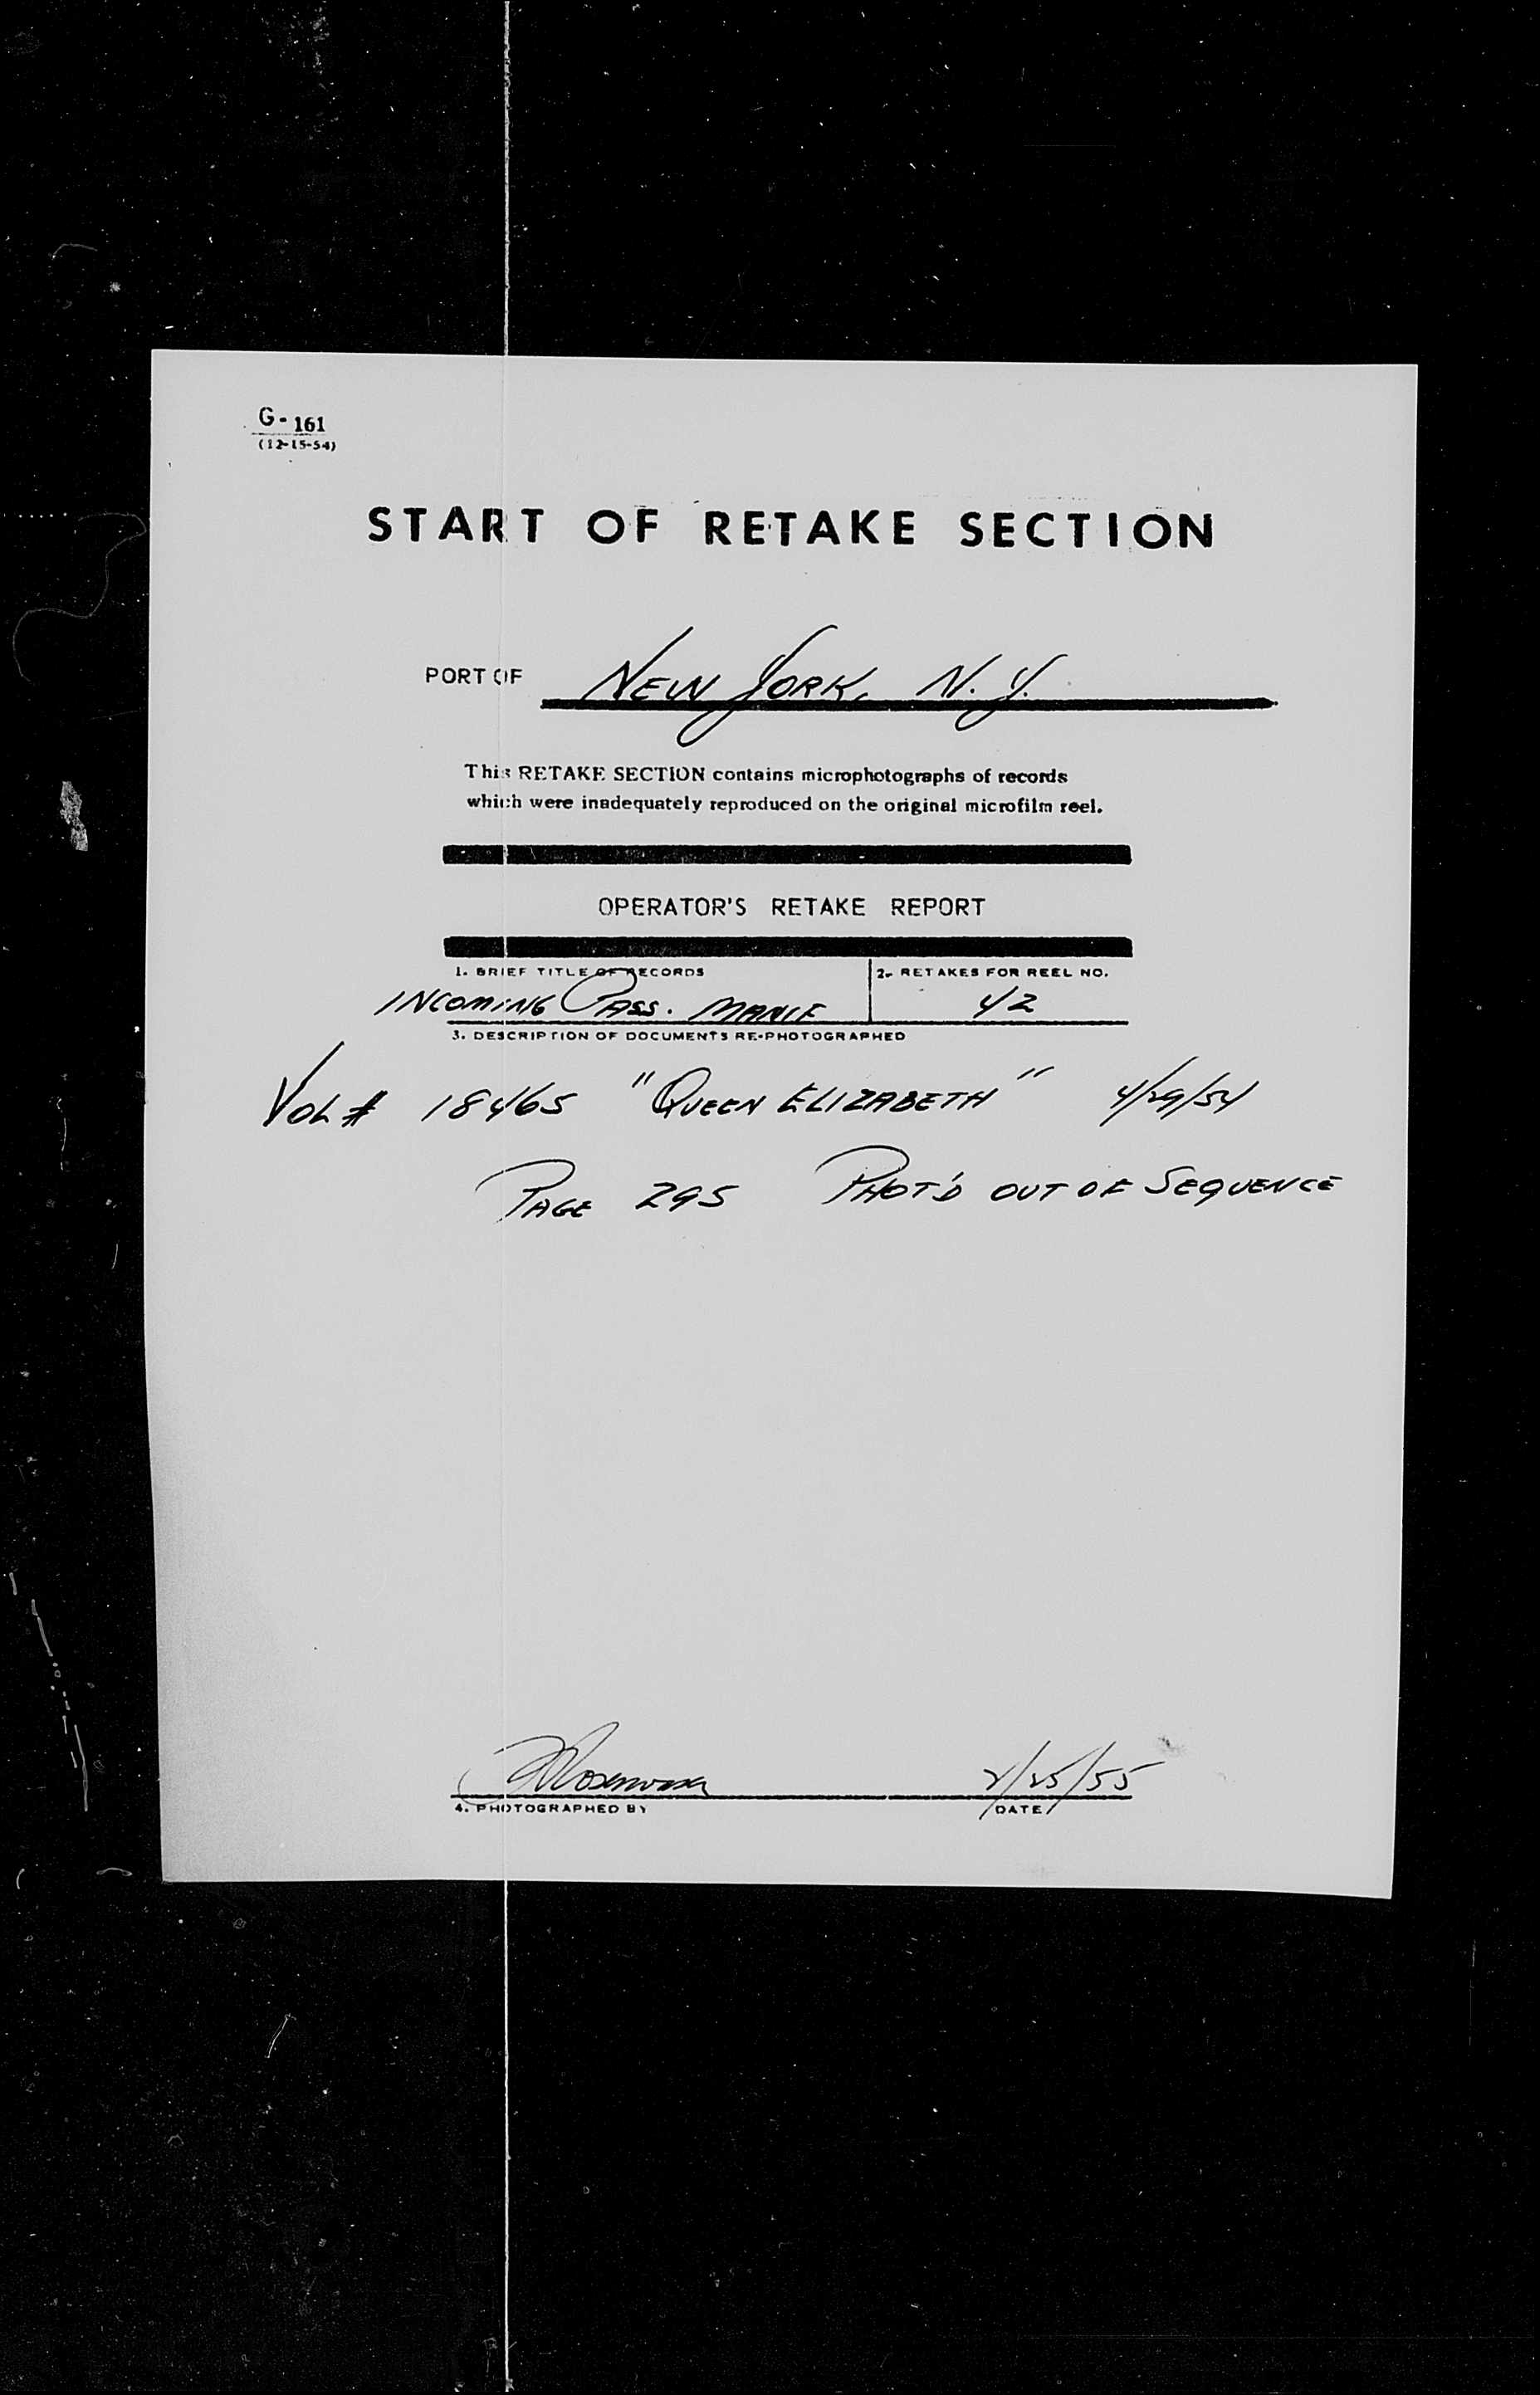 G-161
(12-15-54)
START OF RETAKE SECTION
PORT OF NEW YORK, N.Y.
This RETAKE SECTION contains microphotographs of records
which were inadequately reproduced on the original microfilm reel.
OPERATOR'S RETAKE REPORT
1. BRIEF TITLE OF RECORDS 2. RETAKES FOR REEL NO.
INCOMING PASS. MANIF 42
3. DESCRIPTION OF DOCUMENTS RE-PHOTOGRAPHED
VOL # 18465 "QUEEN ELIZABETH" 4/29/54
PAGE 295 PHOT'D OUT OF SEQUENCE
2/25/55
4. PHOTOGRAPHED BY DATE